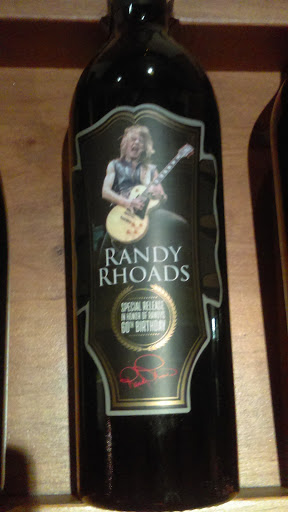 RANDY
RHOADS
SPECIAL RELEASE
IN HONOR OF RANDY'S
60TH BIRTHDAY